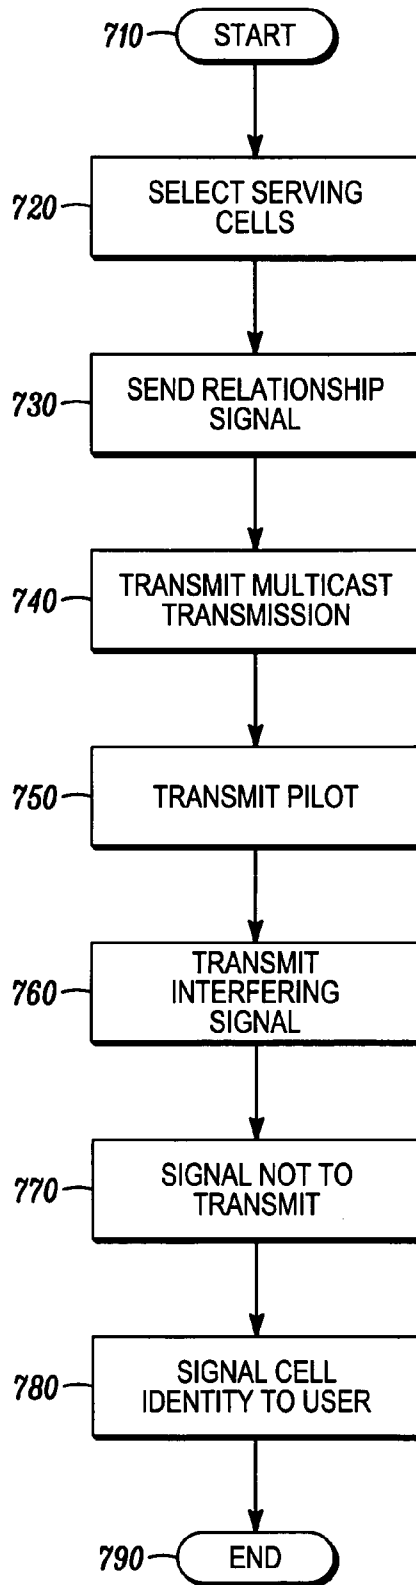 710 START
720 SELECT SERVING
CELLS
730 SEND RELATIONSHIP
SIGNAL
740 TRANSMIT MULTICAST
TRANSMISSION
750 TRANSMIT PILOT
760 TRANSMIT
INTERFERING
SIGNAL
770 SIGNAL NOT TO
TRANSMIT
780 SIGNAL CELL
IDENTITY TO USER
790 END